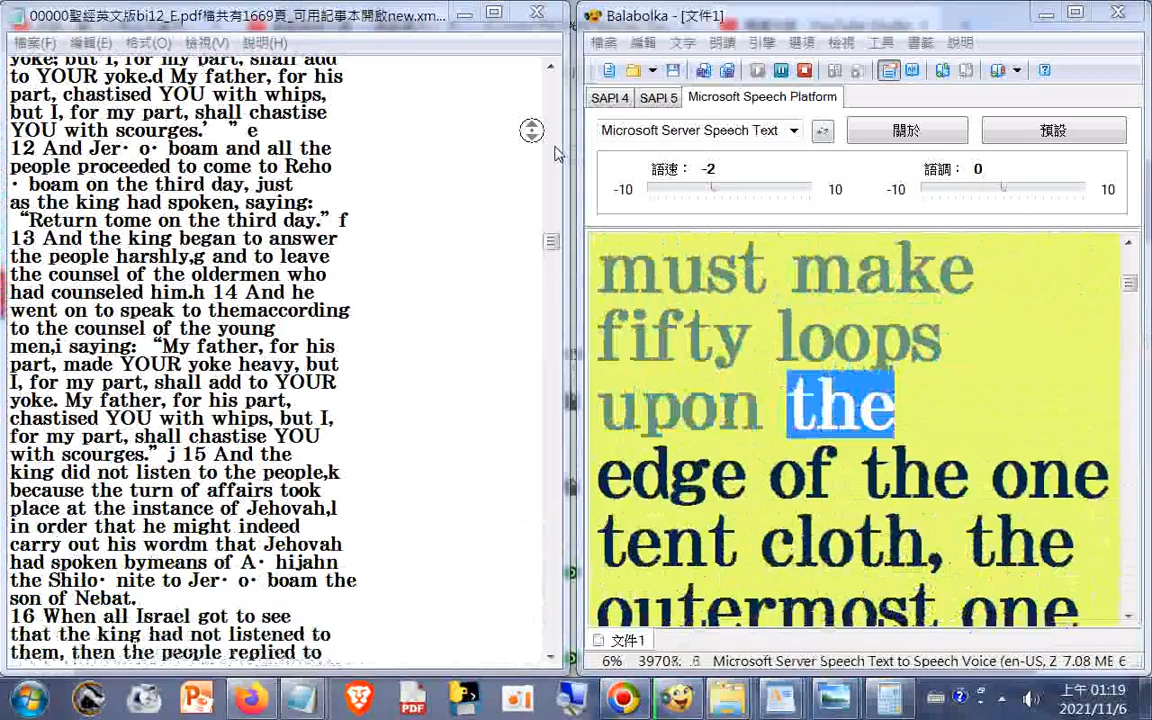 00000聖經英文版bi12_E.pdf檔共有1669頁_可用記事本開啟new.xm...
檔案(F) 編輯(E) 格式(O) 檢視(V) 說明(H)
yoke; but I, for my part, shall add
to YOUR yoke.d My father, for his
part, chastised YOU with whips,
but I, for my part, shall chastise
YOU with scourges.’ ” e
12 And Jer· o· boam and all the
people proceeded to come to Reho
· boam on the third day, just
as the king had spoken, saying:
“Return tome on the third day.” f
13 And the king began to answer
the people harshly,g and to leave
the counsel of the oldermen who
had counseled him.h 14 And he
went on to speak to themaccording
to the counsel of the young
men,i saying: “My father, for his
part, made YOUR yoke heavy, but
I, for my part, shall add to YOUR
yoke. My father, for his part,
chastised YOU with whips, but I,
for my part, shall chastise YOU
with scourges.” j 15 And the
king did not listen to the people,k
because the turn of affairs took
place at the instance of Jehovah,l
in order that he might indeed
carry out his wordm that Jehovah
had spoken bymeans of A· hijahn
the Shilo· nite to Jer· o· boam the
son of Nebat.
16 When all Israel got to see
that the king had not listened to
them, then the people replied to
Balabolka - [文件1]
檔案 編輯 文字 朗讀 引擎 選項 檢視 工具 書籤 說明
SAPI 4 SAPI 5 Microsoft Speech Platform
Microsoft Server Speech Text 關於 預設
語速: -2 語調: 0
-10 10 -10 10
must make
fifty loops
upon the
edge of the one
tent cloth, the
outermost one
文件1
6% Microsoft Server Speech Text to Speech Voice (en-US, Z 7.08 MB 6
PDF
上午 01:19
2021/11/6